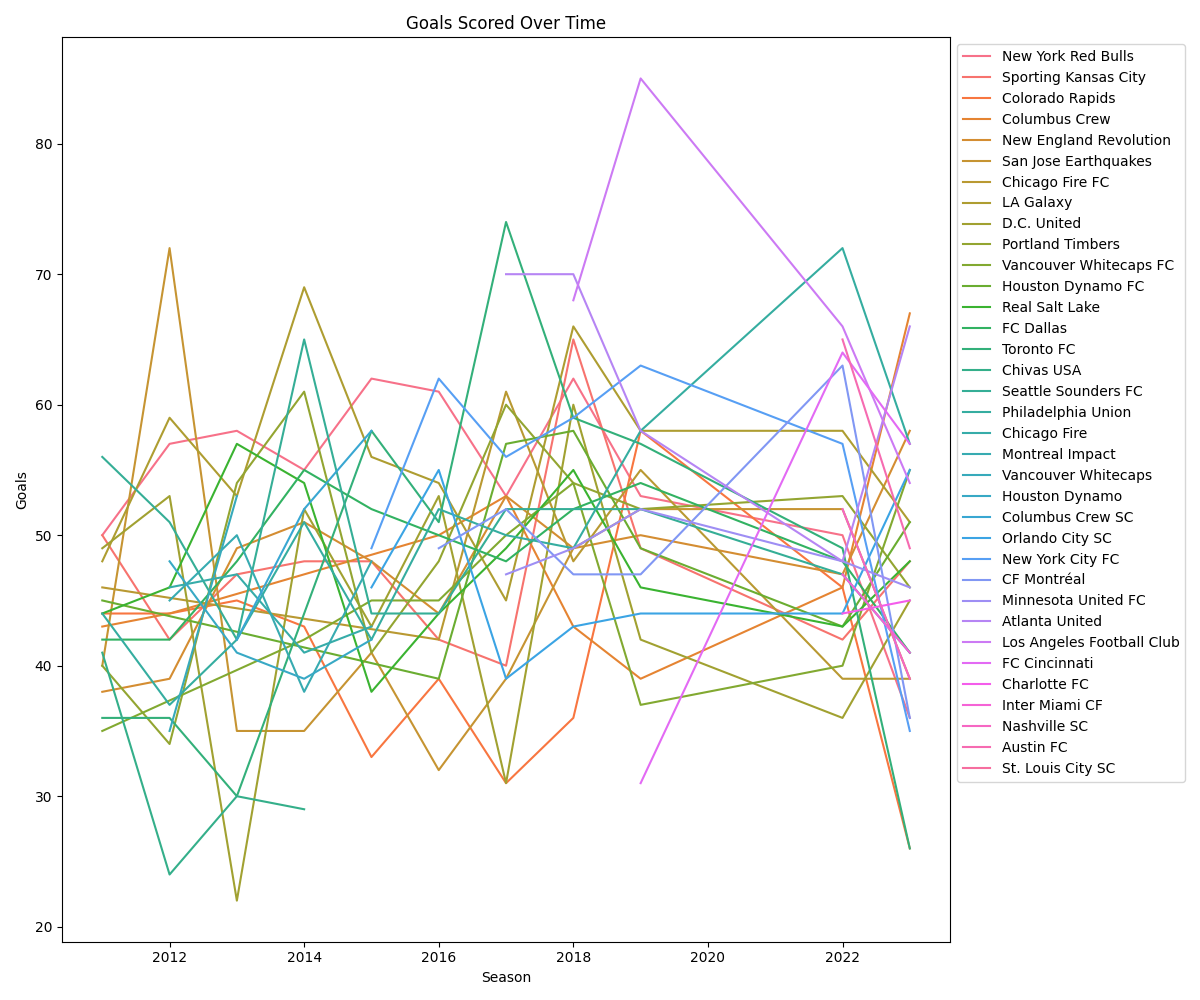 Goals Scored Over Time
80
70
60
50
40
30
20
Goals
2012
2014
2016
2018
2020
2022
Season
New York Red Bulls
Sporting Kansas City
Colorado Rapids
Columbus Crew
New England Revolution
San Jose Earthquakes
Chicago Fire FC
LA Galaxy
D.C. United
Portland Timbers
Vancouver Whitecaps FC
Houston Dynamo FC
Real Salt Lake
FC Dallas
Toronto FC
Chivas USA
Seattle Sounders FC
Philadelphia Union
Chicago Fire
Montreal Impact
Vancouver Whitecaps
Houston Dynamo
Columbus Crew SC
Orlando City SC
New York City FC
CF Montréal
Minnesota United FC
Atlanta United
Los Angeles Football Club
FC Cincinnati
Charlotte FC
Inter Miami CF
Nashville SC
Austin FC
St. Louis City SC